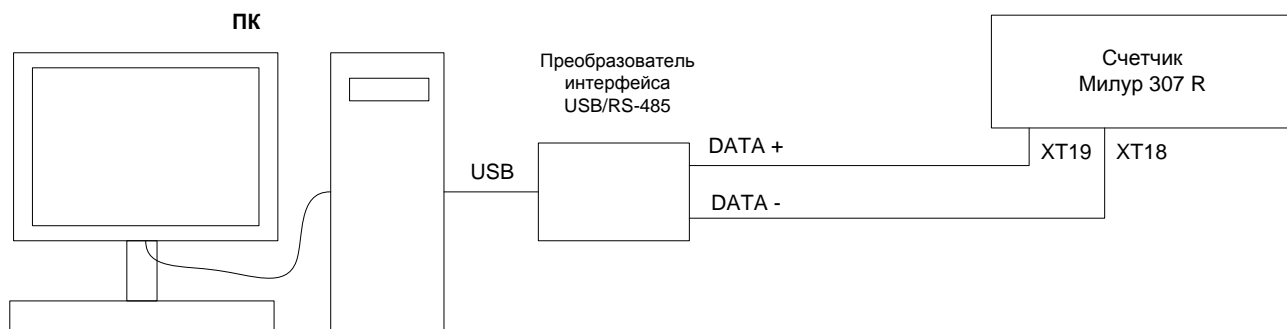 ПК
Преобразователь
интерфейса
USB/RS-485
Счетчик
Милур 307 R
USB
DATA +
DATA -
XT19
XT18